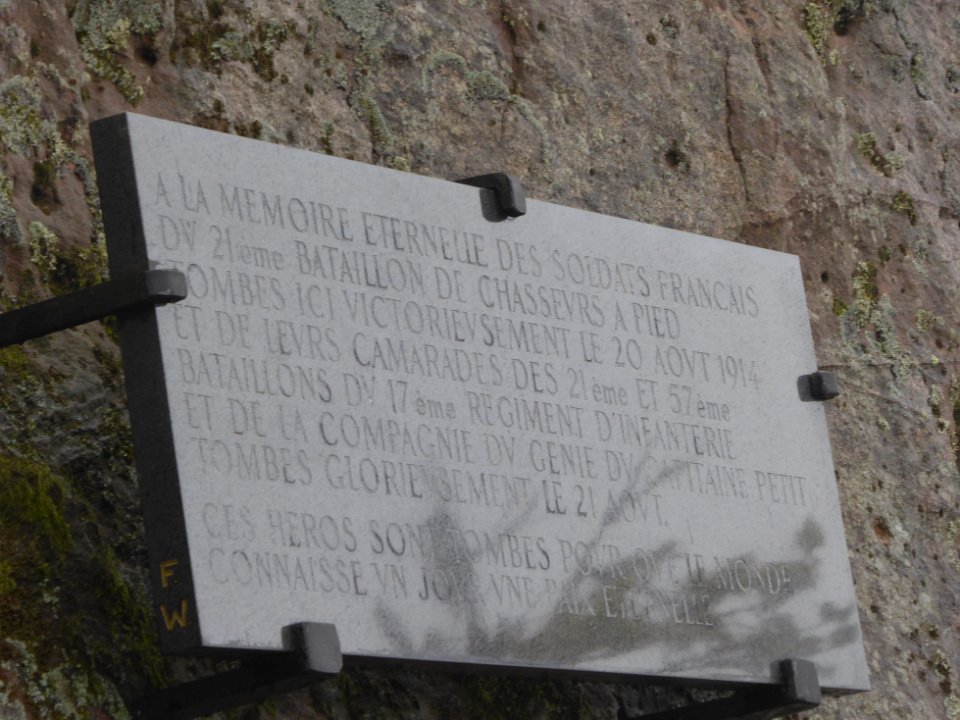 A LA MEMOIRE ETERNELLE DES SOLDATS FRANCAIS
DV 21ème BATAILLON DE CHASSEVRS A PIED
TOMBES ICI VICTORIEVSEMENT LE 20 AOVT 1914
ET DE LEVRS CAMARADES DES 21ème ET 57ème
BATAILLONS DV 17ème REGIMENT D'INFANTERIE
ET DE LA COMPAGNIE DV GENIE DV CAPITAINE PETIT
TOMBES GLORIEVSEMENT LE 21 AOVT.
CES HEROS SONT TOMBES POVR QVE LE MONDE
CONNAISSE VN JOVR VNE PAIX ETERNELLE
F
W